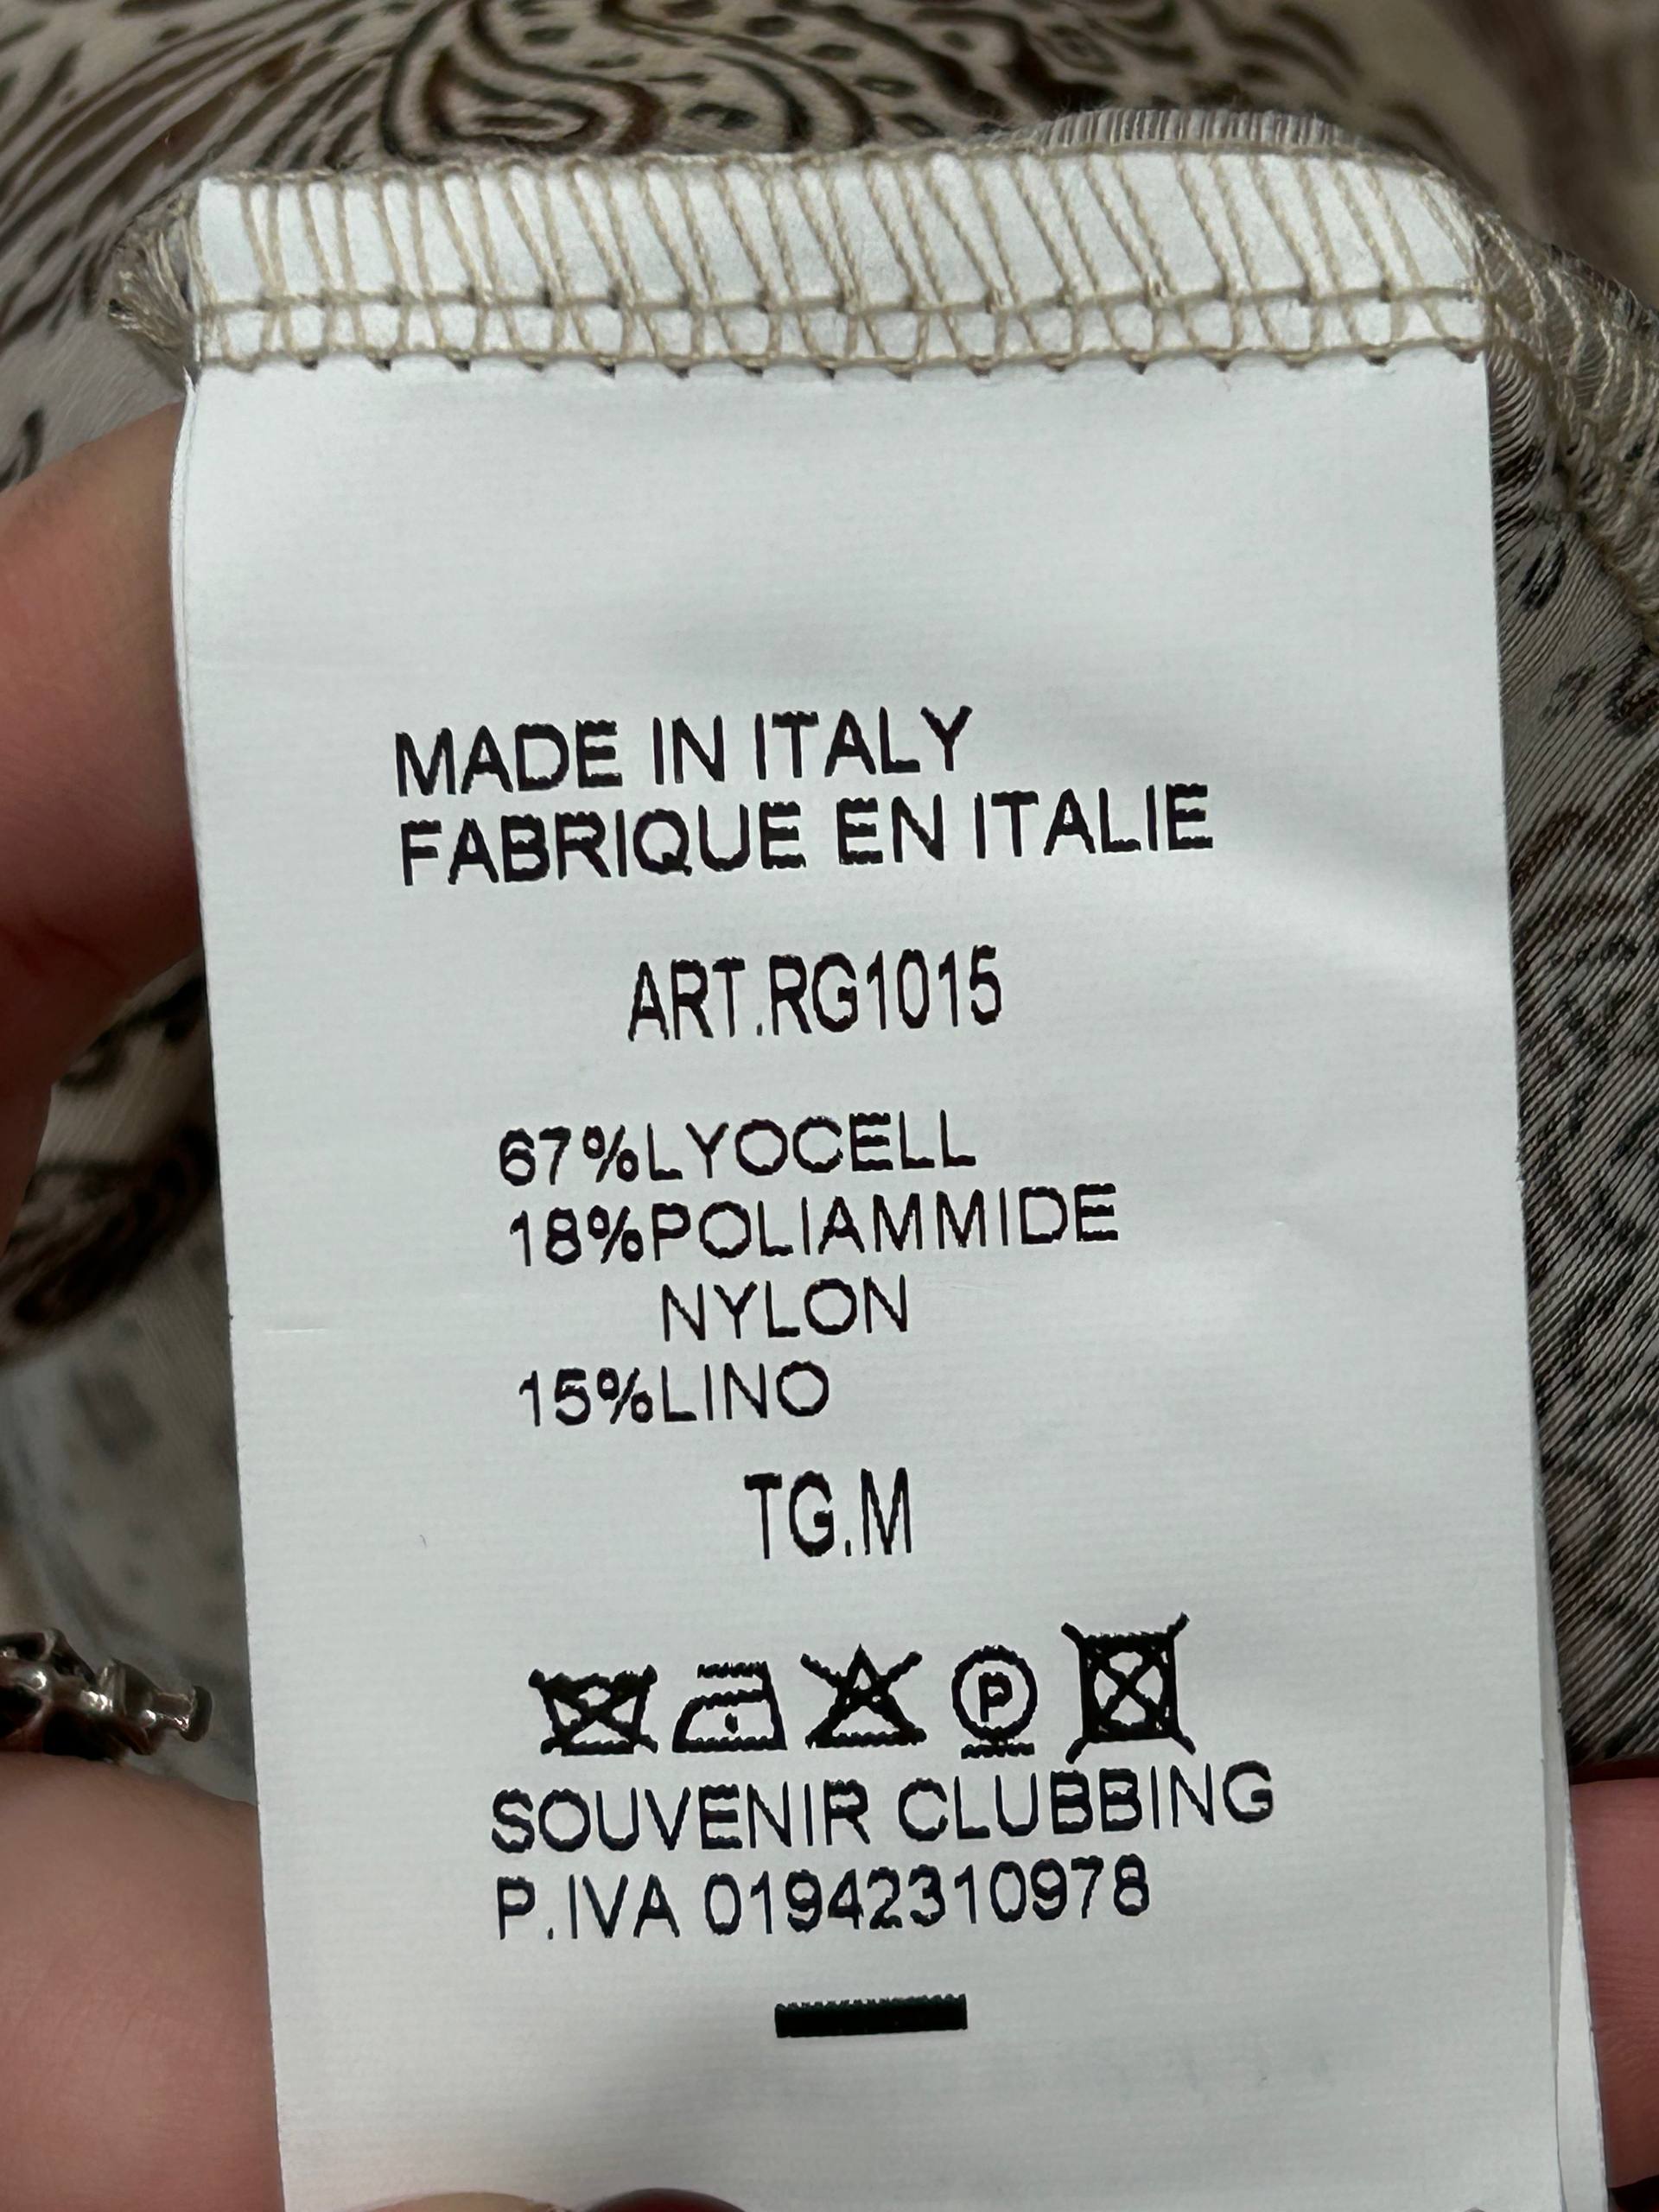 MADE IN ITALY
FABRIQUE EN ITALIE
ART.RG1015
67%LYOCELL
18%POLIAMMIDE
NYLON
15%LINO
TG.M
P
SOUVENIR CLUBBING
P.IVA 01942310978